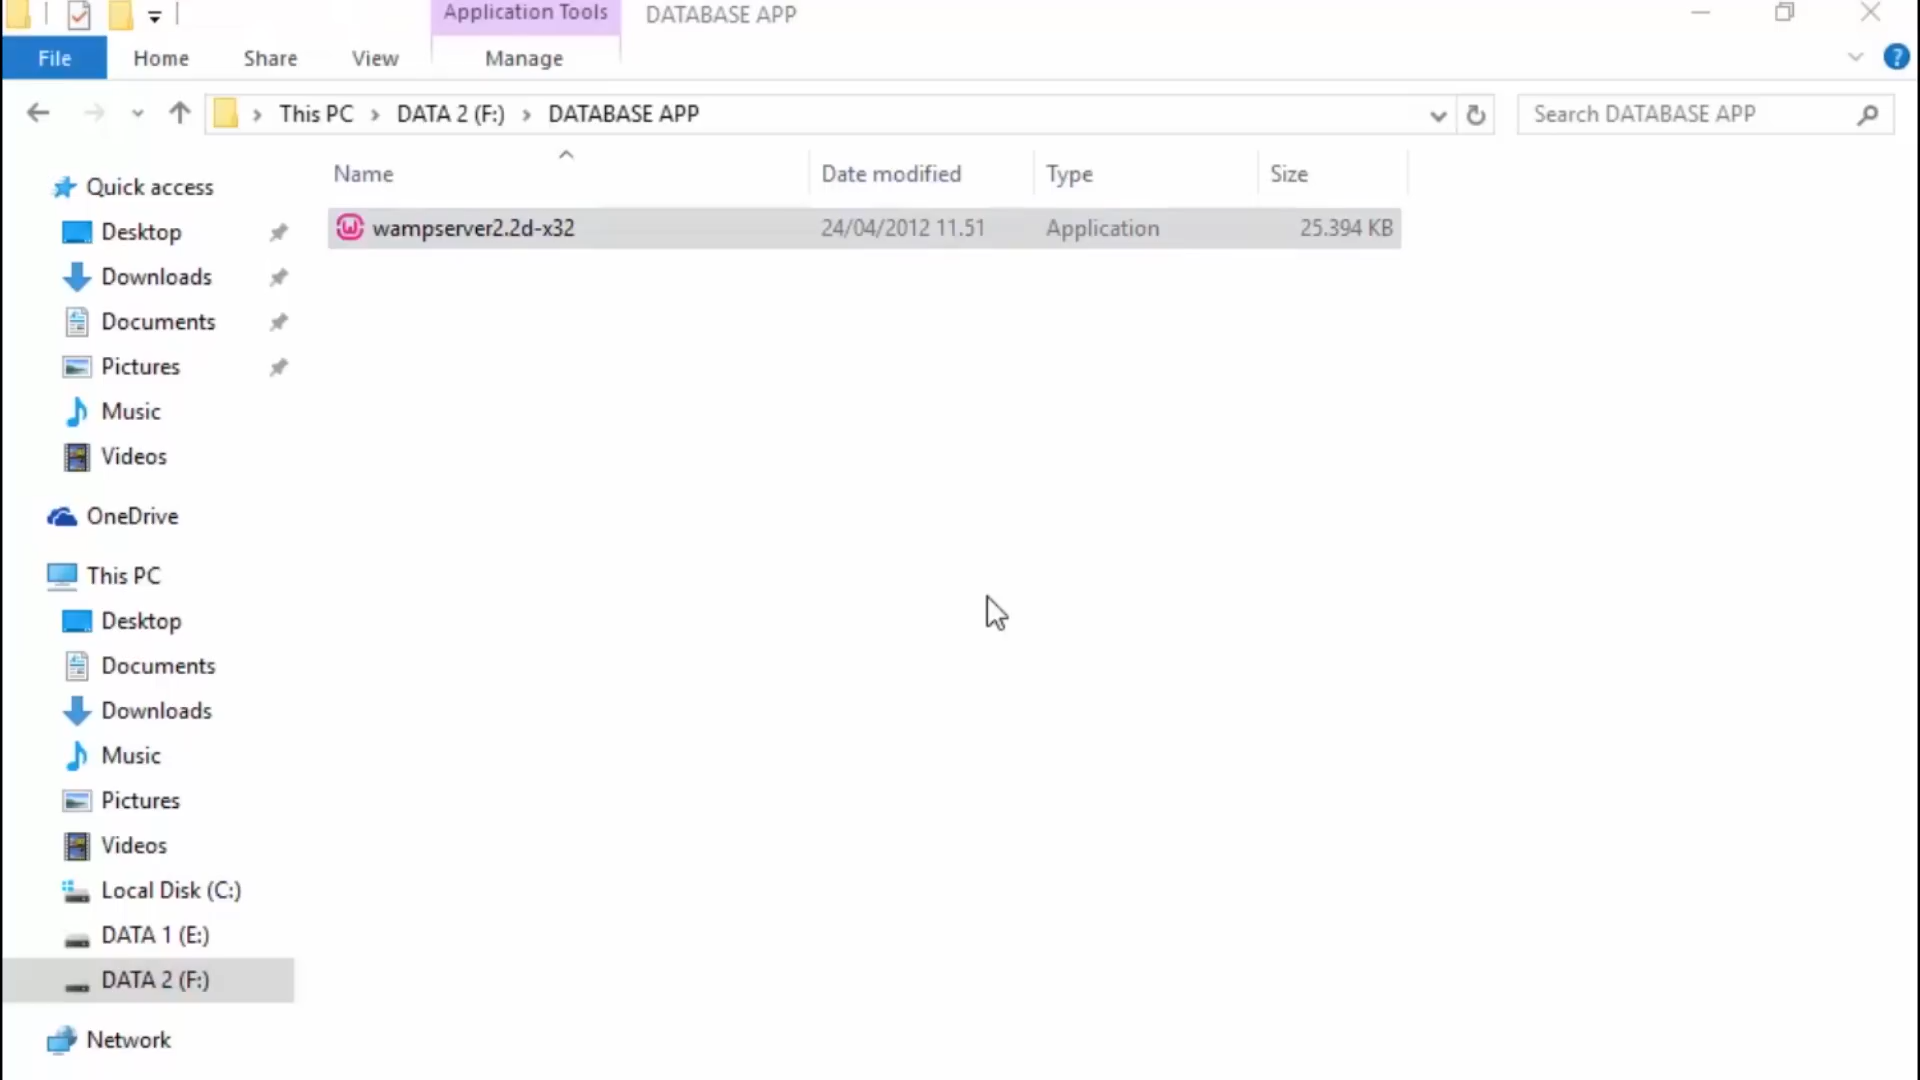 Application Tools
DATABASE APP
File
Home
Share
View
Manage
?
This PC
DATA 2 (F:)
DATABASE APP
Search DATABASE APP
Name
Date modified
Type
Size
wampserver2.2d-x32
24/04/2012 11.51
Application
25.394 KB
Quick access
Desktop
Downloads
Documents
Pictures
Music
Videos
OneDrive
This PC
Desktop
Documents
Downloads
Music
Pictures
Videos
Local Disk (C:)
DATA 1 (E:)
DATA 2 (F:)
Network